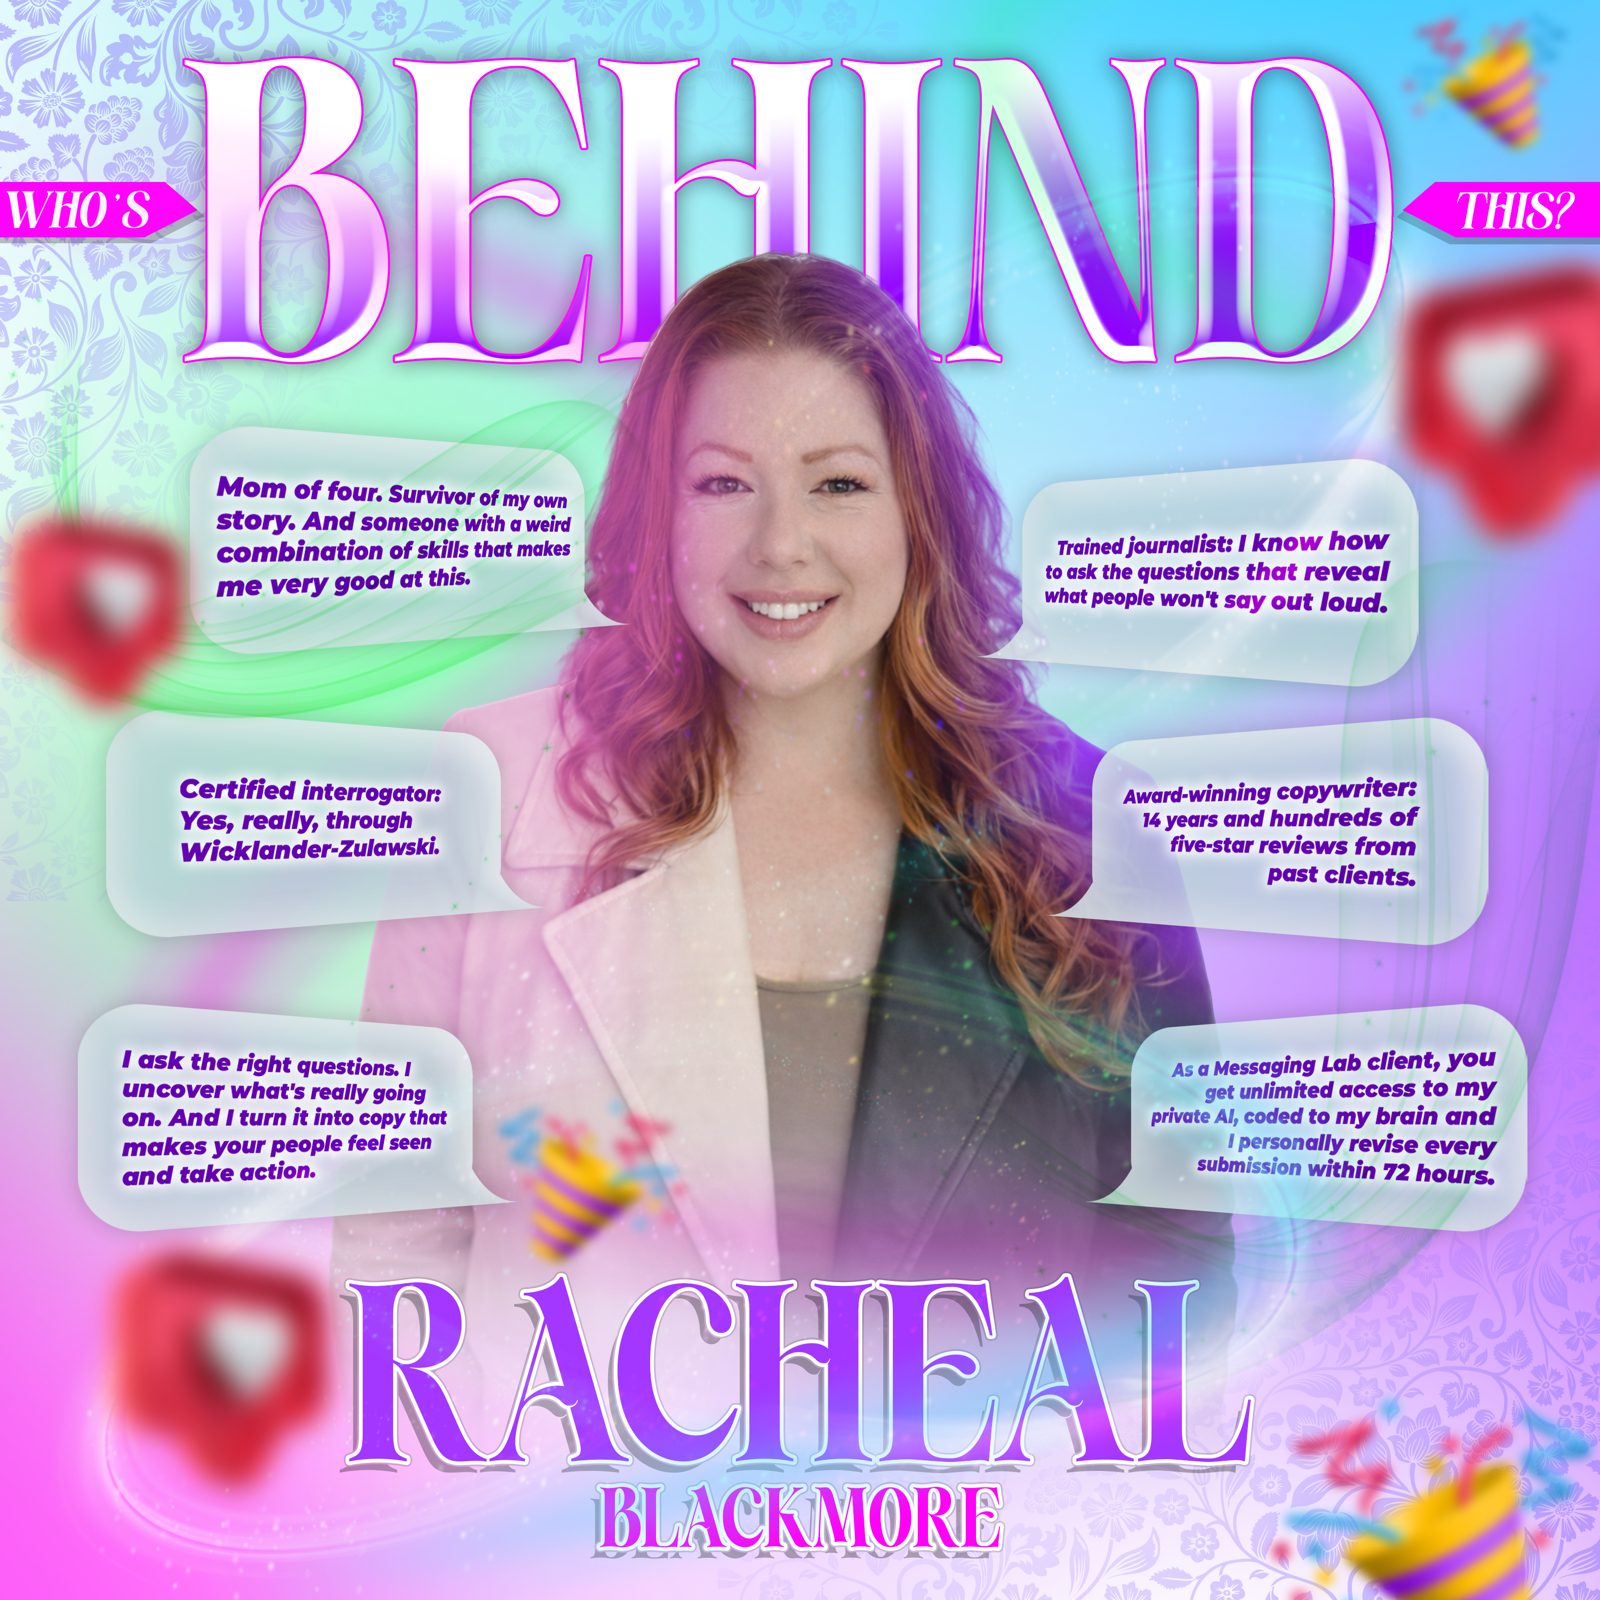 WHO'S
BEHIND
THIS?
Mom of four. Survivor of my own
story. And someone with a weird
combination of skills that makes
me very good at this.
Trained journalist: I know how
to ask the questions that reveal
what people won't say out loud.
Certified interrogator:
Yes, really, through
Wicklander-Zulawski.
Award-winning copywriter:
14 years and hundreds of
five-star reviews from
past clients.
I ask the right questions. I
uncover what's really going
on. And I turn it into copy that
makes your people feel seen
and take action.
As a Messaging Lab client, you
get unlimited access to my
private AI, coded to my brain and
I personally revise every
submission within 72 hours.
RACHEAL
BLACKMORE